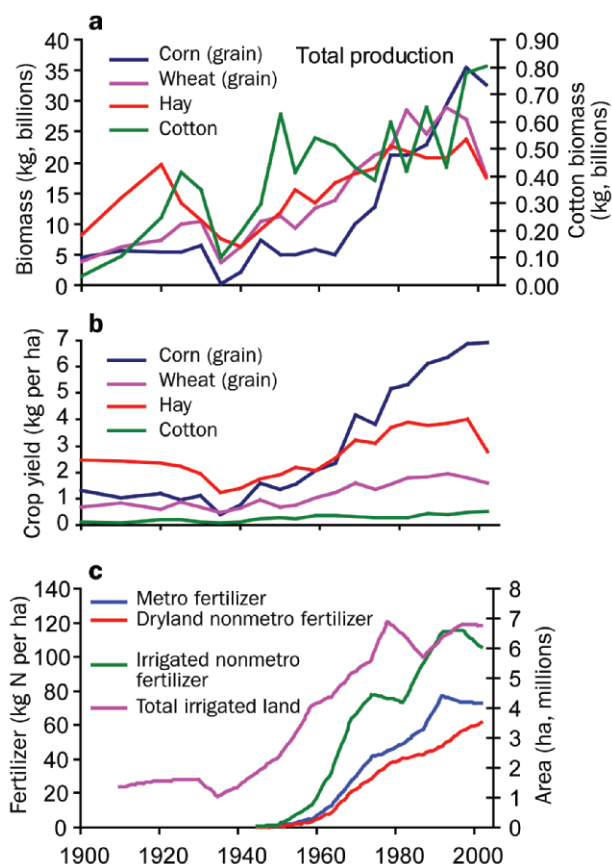 a
Total production
Corn (grain)
Wheat (grain)
Hay
Cotton
Biomass (kg, billions)
40
35
30
25
20
15
10
5
0
0.90
0.80
0.70
0.60
0.50
0.40
0.30
0.20
0.10
0.00
Cotton biomass
(kg, billions)
b
Corn (grain)
Wheat (grain)
Hay
Cotton
Crop yield (kg per ha)
7
6
5
4
3
2
1
0
c
Metro fertilizer
Dryland nonmetro fertilizer
Irrigated nonmetro
fertilizer
Total irrigated land
Fertilizer (kg N per ha)
140
120
100
80
60
40
20
0
8
7
6
5
4
3
2
1
0
Area (ha, millions)
1900 1920 1940 1960 1980 2000